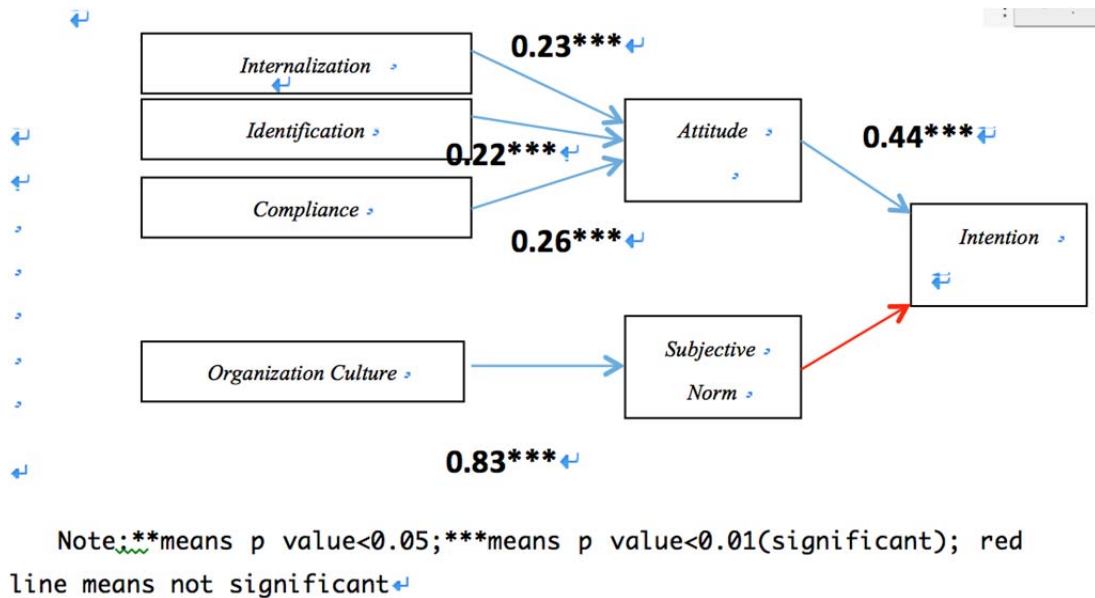 0.23***
Internalization
Identification
Attitude
0.44***
0.22***
Compliance
Intention
0.26***
Subjective
Norm
Organization Culture
0.83***
Note:**means p value<0.05;***means p value<0.01(significant); red
line means not significant